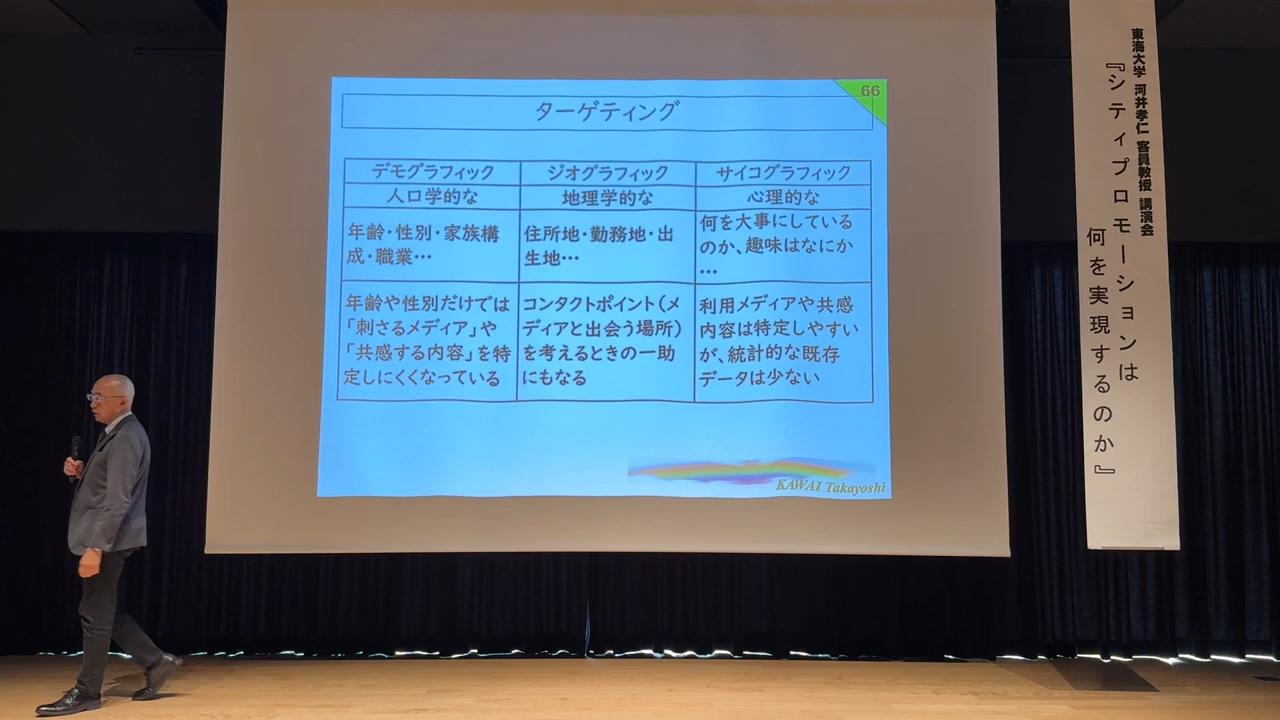 66
ターゲティング
デモグラフィック
ジオグラフィック
サイコグラフィック
人口学的な
地理学的な
心理的な
年齢・性別・家族構
成・職業…
住所地・勤務地・出
生地…
何を大事にしている
のか、趣味はなにか
…
年齢や性別だけでは
「刺さるメディア」や
「共感する内容」を特
定しにくくなっている
コンタクトポイント(メ
ディアと出会う場所)
を考えるときの一助
にもなる
利用メディアや共感
内容は特定しやすい
が、統計的な既存
データは少ない
KAWAI Takayoshi
東海大学 河井孝仁 客員教授 講演会
『シティプロモーションは
何を実現するのか』